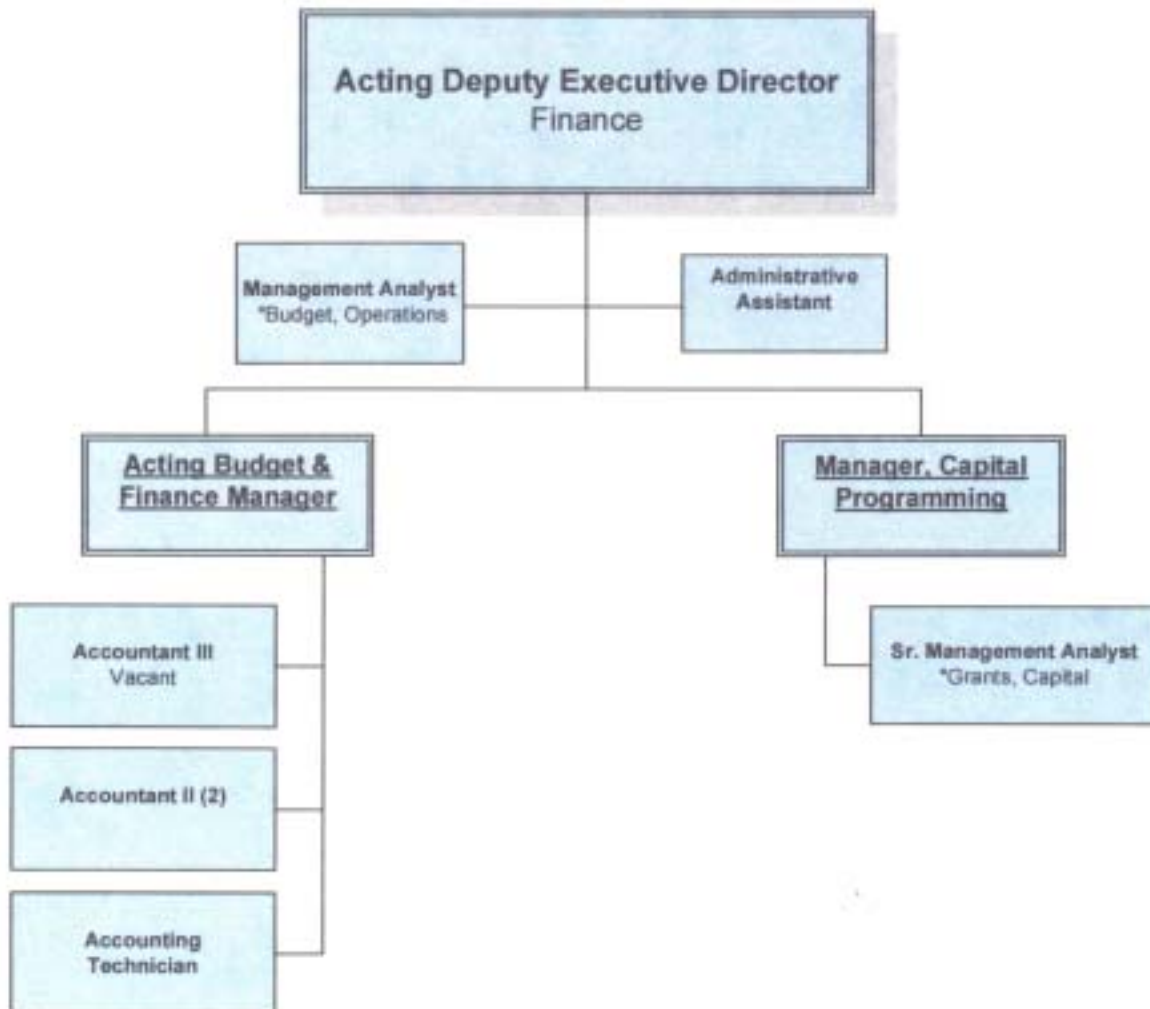 Acting Deputy Executive Director
Finance
Management Analyst
*Budget, Operations
Administrative
Assistant
Acting Budget &
Finance Manager
Manager, Capital
Programming
Accountant III
Vacant
Sr. Management Analyst
*Grants, Capital
Accountant II (2)
Accounting
Technician